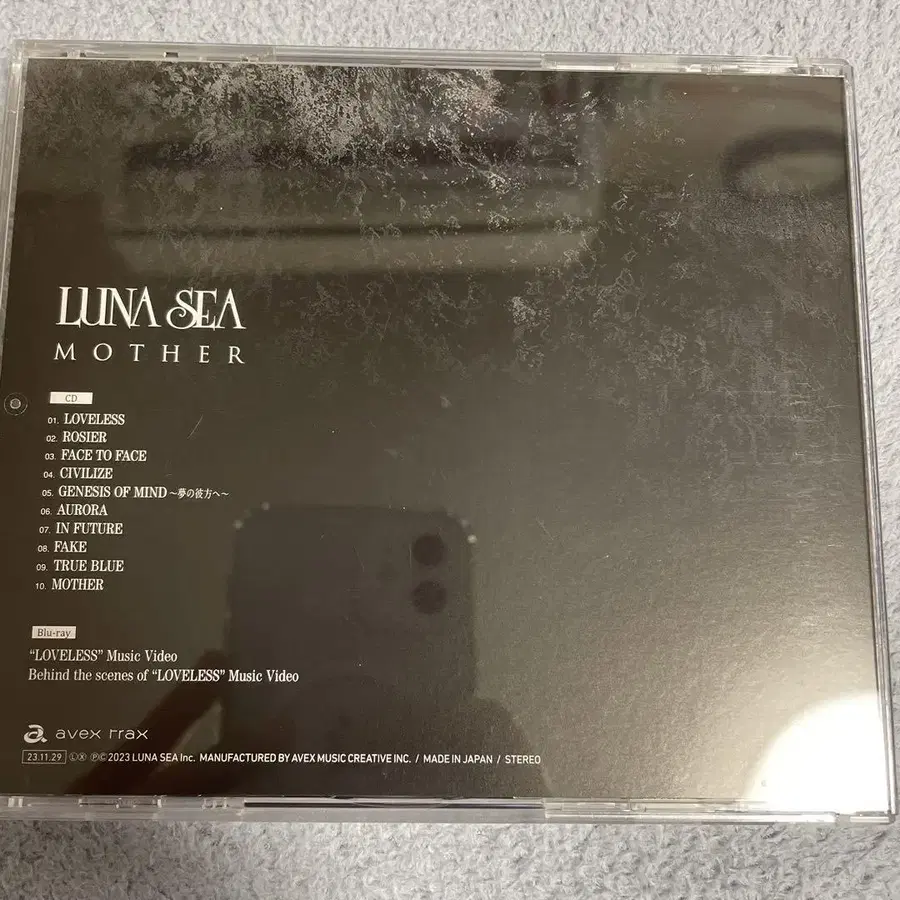 LUNA SEA
MOTHER
CD
01. LOVELESS
02. ROSIER
03. FACE TO FACE
04. CIVILIZE
05. GENESIS OF MIND ~夢の彼方へ~
06. AURORA
07. IN FUTURE
08. FAKE
09. TRUE BLUE
10. MOTHER
Blu-ray
“LOVELESS” Music Video
Behind the scenes of “LOVELESS” Music Video
a avex trax
23.11.29 ⓁⓍ ℗©2023 LUNA SEA Inc. MANUFACTURED BY AVEX MUSIC CREATIVE INC. / MADE IN JAPAN / STEREO